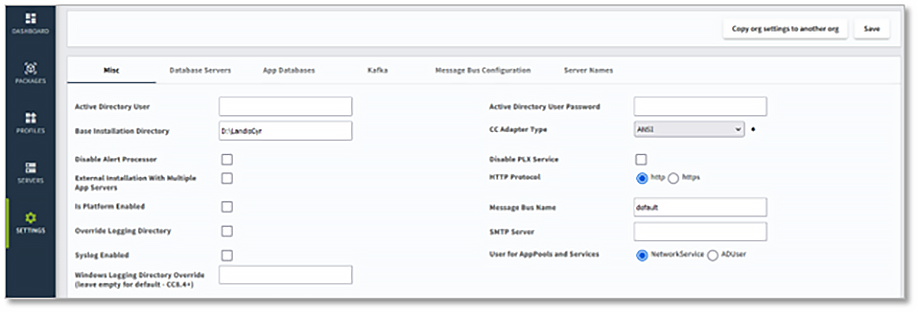 DASHBOARD
PACKAGES
PROFILES
SERVERS
SETTINGS
Copy org settings to another org
Save
Misc
Database Servers
App Databases
Kafka
Message Bus Configuration
Server Names
Active Directory User
Active Directory User Password
Base Installation Directory
D:\LandisGyr
CC Adapter Type
ANSI
Disable Alert Processor
Disable PLX Service
External Installation With Multiple
App Servers
HTTP Protocol
http
https
Is Platform Enabled
Message Bus Name
default
Override Logging Directory
SMTP Server
Syslog Enabled
User for AppPools and Services
NetworkService
ADUser
Windows Logging Directory Override
(leave empty for default - CC8.4+)